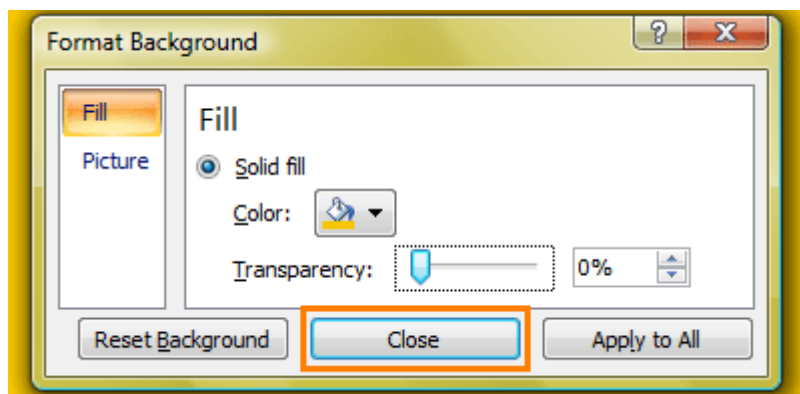 Format Background
?
X
Fill
Picture
Fill
Solid fill
Color:
Transparency:
0%
Reset Background
Close
Apply to All